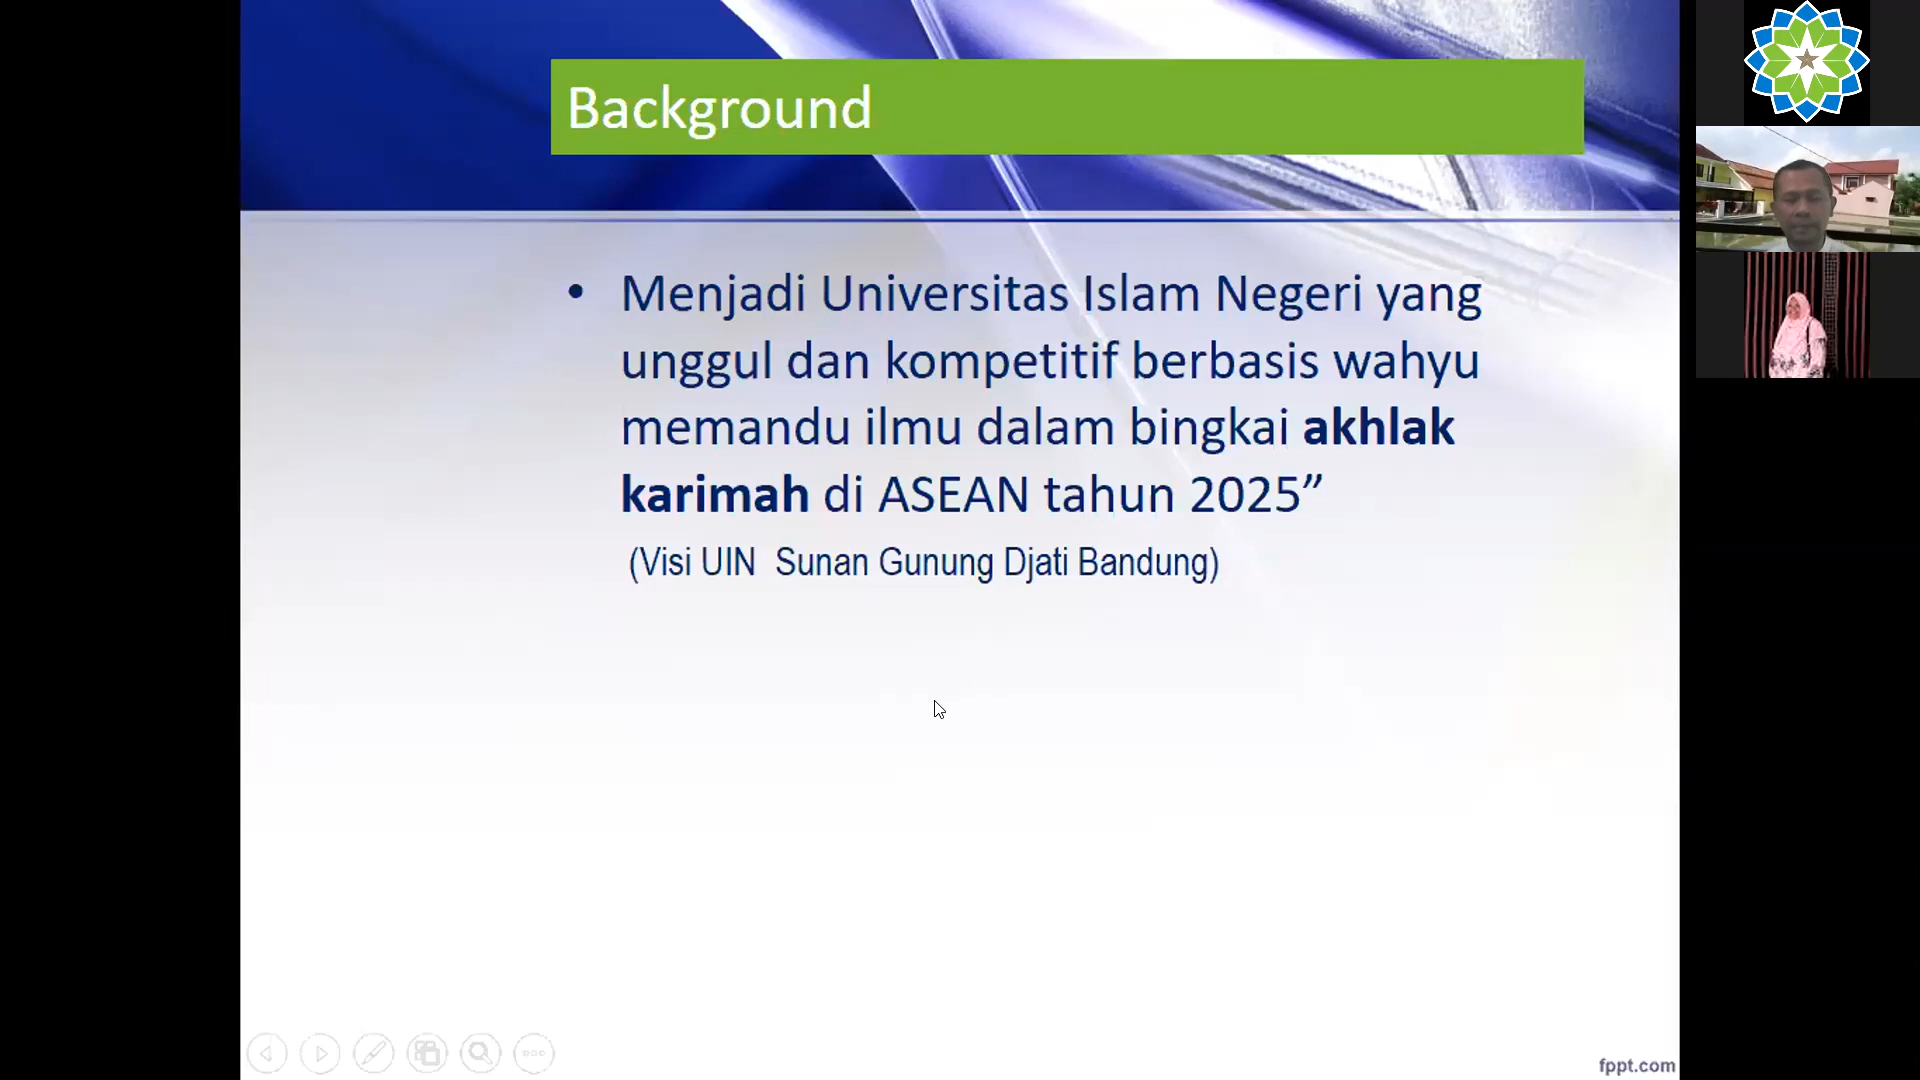 Background
• Menjadi Universitas Islam Negeri yang
unggul dan kompetitif berbasis wahyu
memandu ilmu dalam bingkai akhlak
karimah di ASEAN tahun 2025”
(Visi UIN Sunan Gunung Djati Bandung)
fppt.com